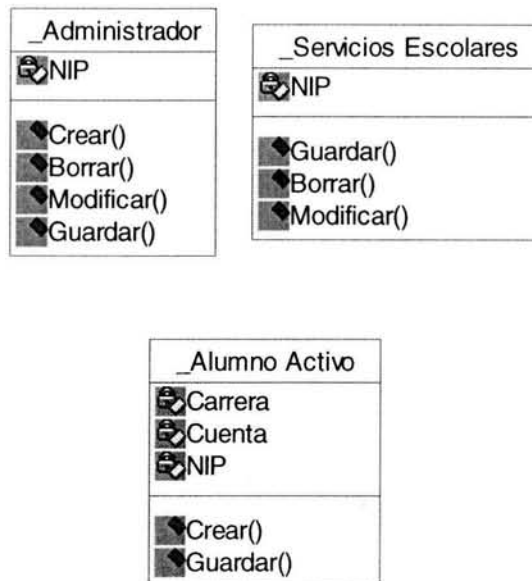 _Administrador
NIP
Crear()
Borrar()
Modificar()
Guardar()
_Servicios Escolares
NIP
Guardar()
Borrar()
Modificar()
_Alumno Activo
Carrera
Cuenta
NIP
Crear()
Guardar()